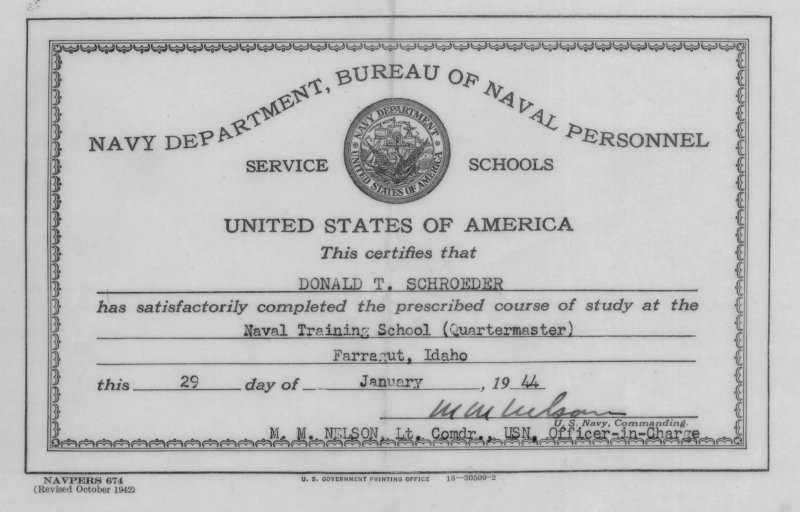 NAVY DEPARTMENT, BUREAU OF NAVAL PERSONNEL
SERVICE SCHOOLS
NAVY DEPARTMENT
UNITED STATES OF AMERICA
UNITED STATES OF AMERICA
This certifies that
DONALD T. SCHROEDER
has satisfactorily completed the prescribed course of study at the
Naval Training School (Quartermaster)
Farragut, Idaho
this 29 day of January, 19 44
M M Nelson
U. S. Navy, Commanding.
M. M. NELSON, Lt. Comdr., USN, Officer-in-Charge
NAVPERS 674
(Revised October 1942)
U. S. GOVERNMENT PRINTING OFFICE 16—30509-2